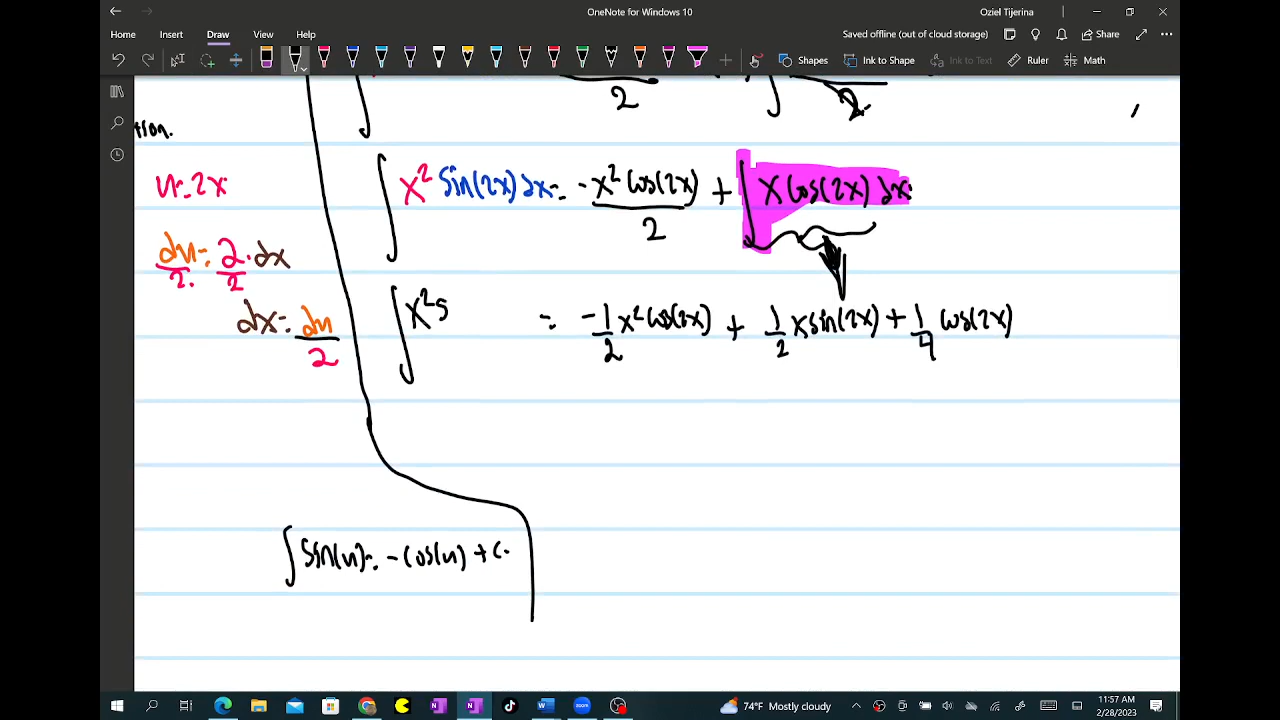 OneNote for Windows 10
Oziel Tijerina
Home Insert Draw View Help
Saved offline (out of cloud storage)
Share
Shapes
Ink to Shape
Ink to Text
Ruler
Math
2
2
tion.
u=2x
∫ x² sin(2x) dx = -x² cos(2x)/2 + ∫ x cos(2x) dx
du/2 = 2/2 · dx
dx = du/2
∫ x² s = -1/2 x² cos(2x) + 1/2 x sin(2x) + 1/4 cos(2x)
∫ sin(u) = -cos(u) + c
74°F Mostly cloudy
11:57 AM
2/28/2023